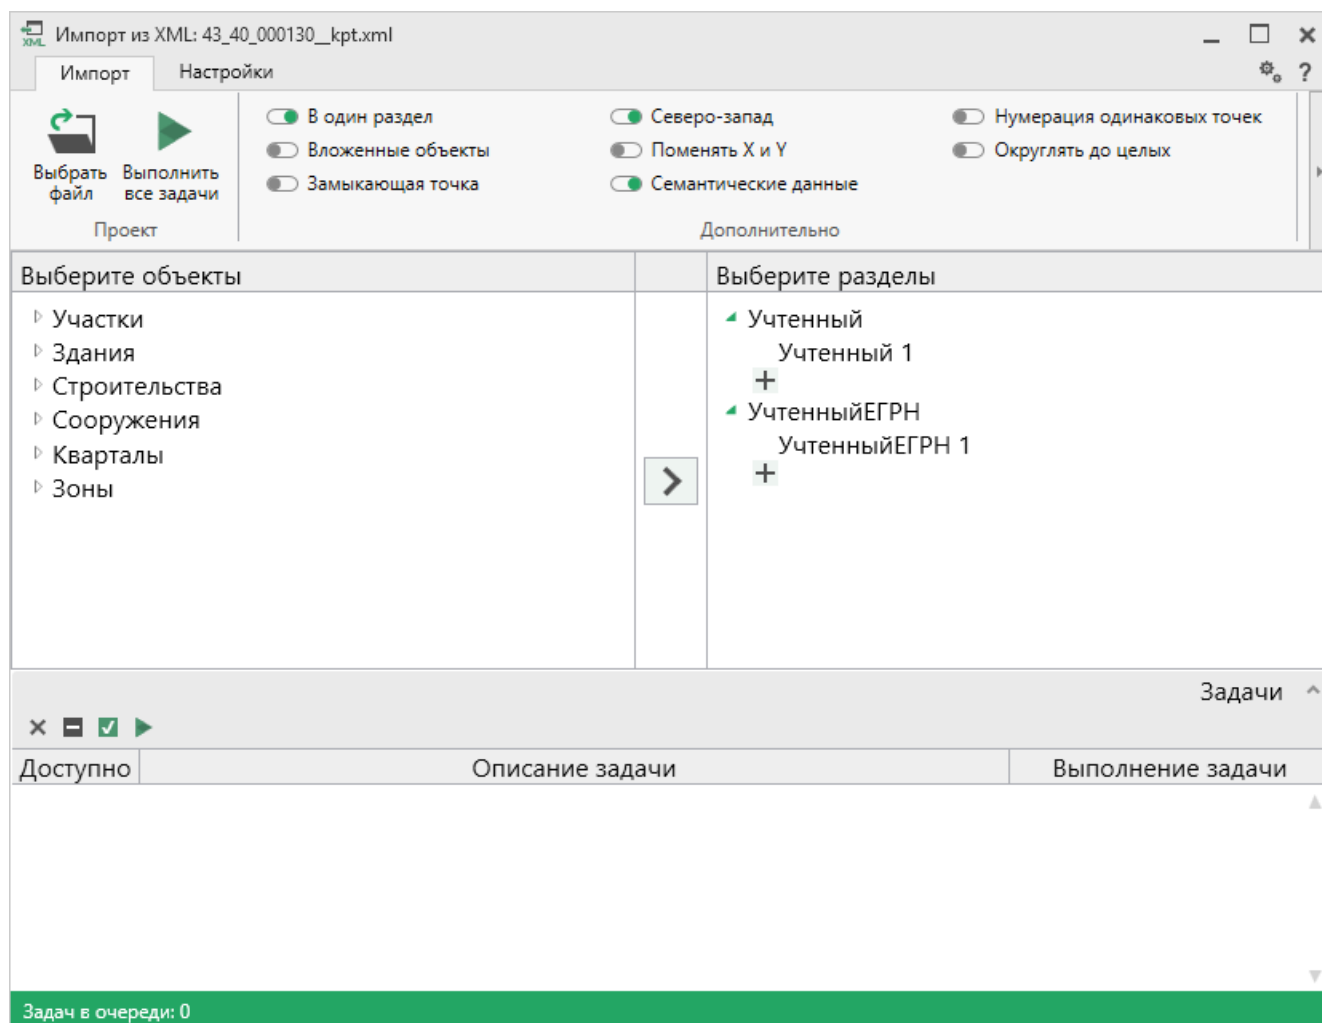 XML Импорт из XML: 43_40_000130__kpt.xml
Импорт Настройки ?
Выбрать файл
Выполнить все задачи
Проект
В один раздел
Вложенные объекты
Замыкающая точка
Северо-запад
Поменять X и Y
Семантические данные
Нумерация одинаковых точек
Округлять до целых
Дополнительно
Выберите объекты
Участки
Здания
Строительства
Сооружения
Кварталы
Зоны
Выберите разделы
Учтенный
Учтенный 1
УчтенныйЕГРН
УчтенныйЕГРН 1
Задачи
Доступно Описание задачи Выполнение задачи
Задач в очереди: 0